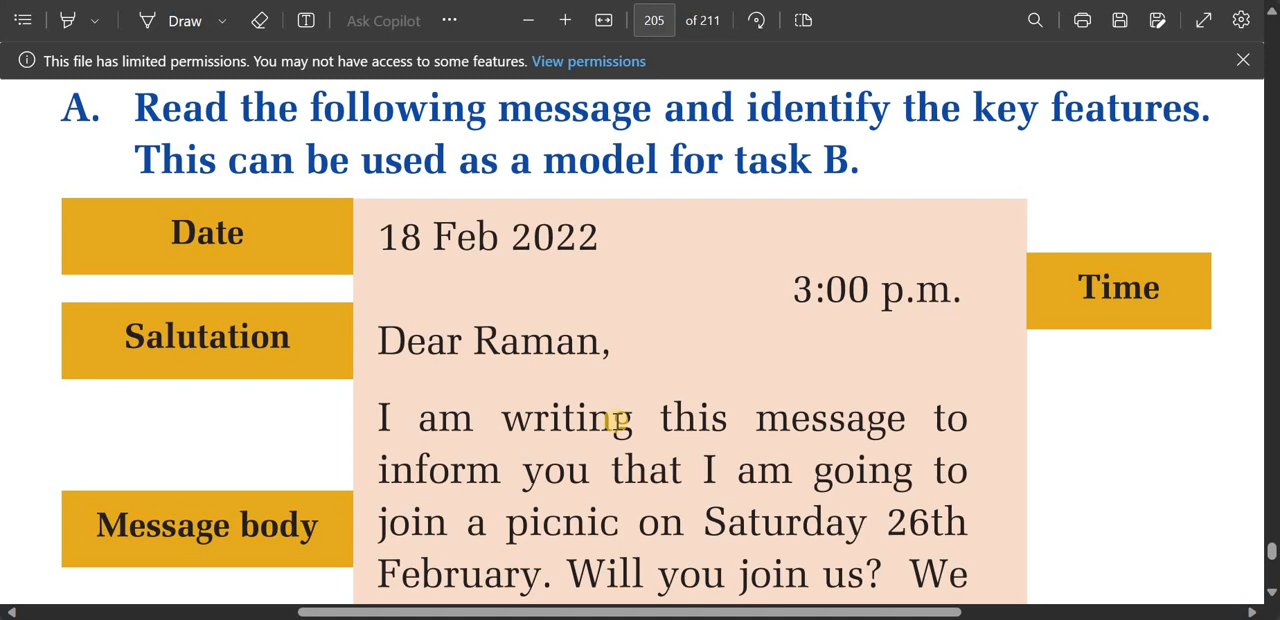 Draw
Ask Copilot
205 of 211
This file has limited permissions. You may not have access to some features. View permissions
A. Read the following message and identify the key features.
This can be used as a model for task B.
Date
18 Feb 2022
3:00 p.m.
Time
Salutation
Dear Raman,
I am writing this message to
inform you that I am going to
Message body
join a picnic on Saturday 26th
February. Will you join us? We